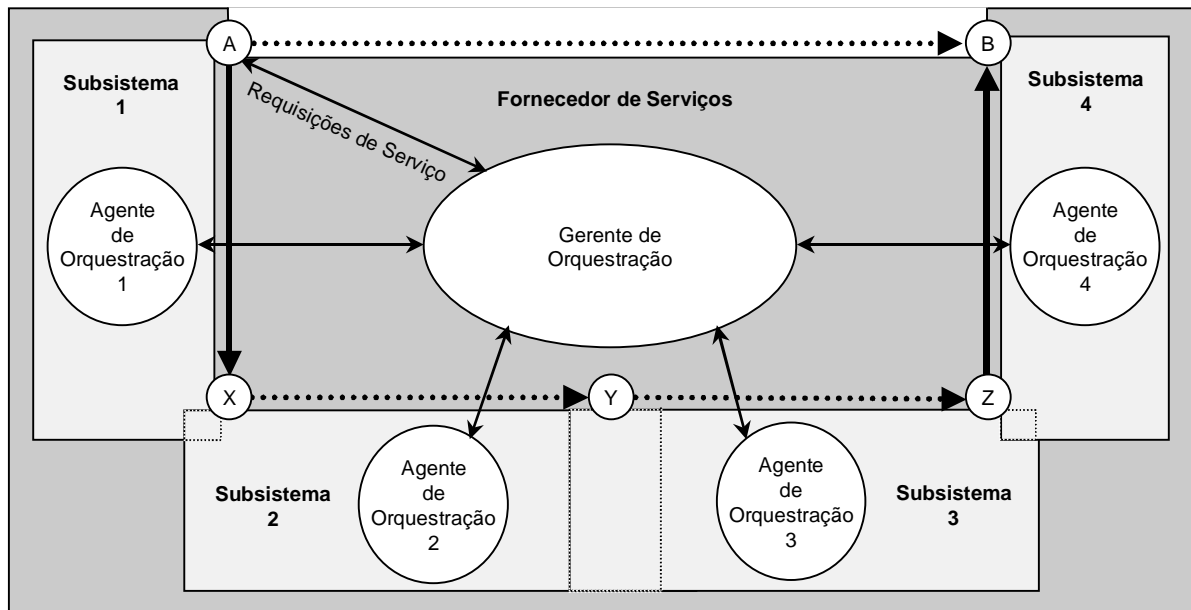 A
B
Subsistema
1
Requisições de Serviço
Fornecedor de Serviços
Subsistema
4
Agente
de
Orquestração
1
Gerente de
Orquestração
Agente
de
Orquestração
4
X
Y
Z
Subsistema
2
Agente
de
Orquestração
2
Agente
de
Orquestração
3
Subsistema
3